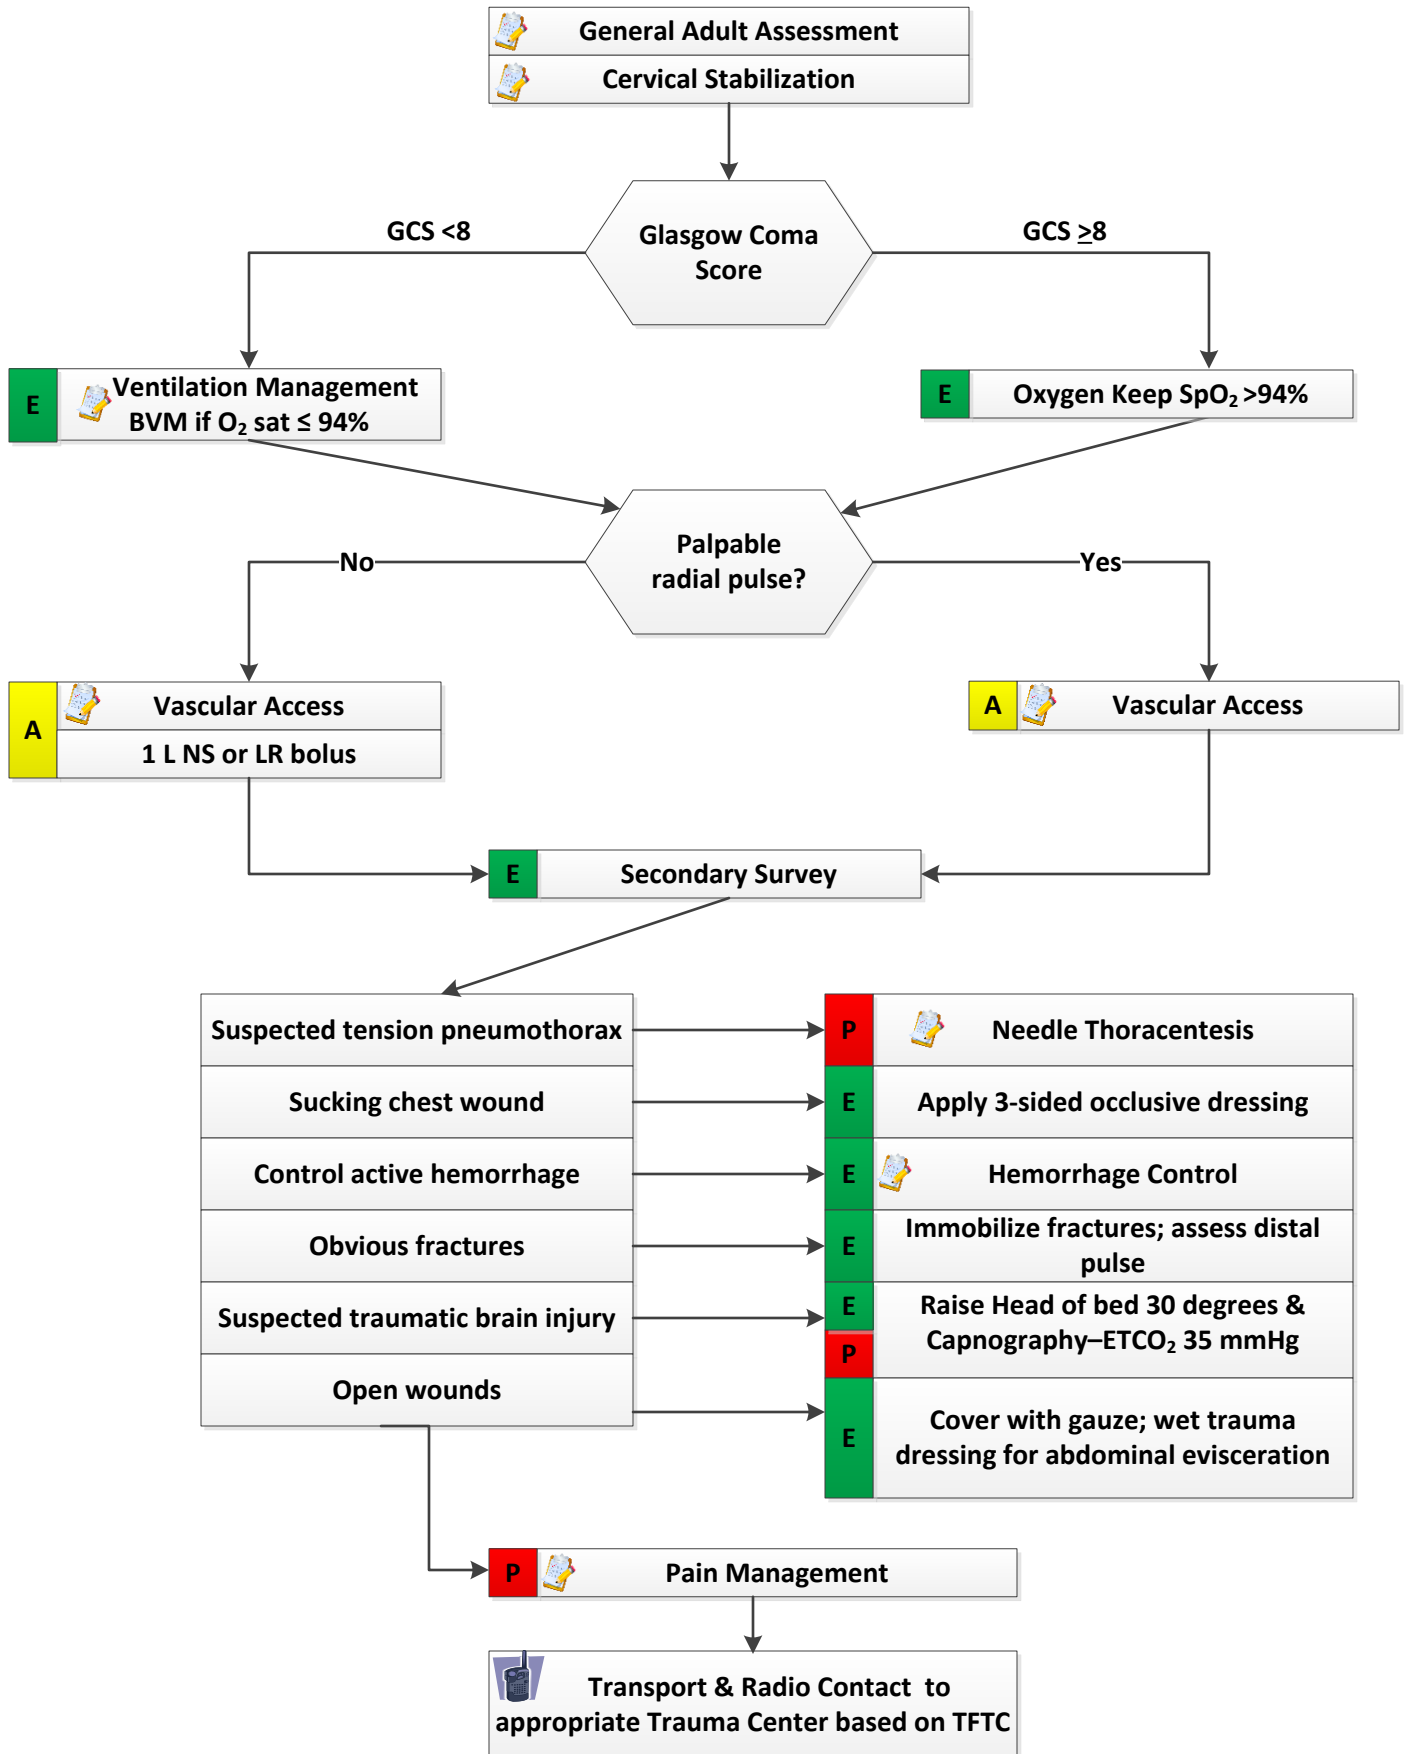 General Adult Assessment
Cervical Stabilization
GCS <8
Glasgow Coma
Score
GCS ≥8
E
Ventilation Management
BVM if O₂ sat ≤ 94%
E
Oxygen Keep SpO₂ >94%
No
Palpable
radial pulse?
Yes
A
Vascular Access
1 L NS or LR bolus
A
Vascular Access
E
Secondary Survey
Suspected tension pneumothorax
P
Needle Thoracentesis
Sucking chest wound
E
Apply 3-sided occlusive dressing
Control active hemorrhage
E
Hemorrhage Control
Obvious fractures
E
Immobilize fractures; assess distal
pulse
Suspected traumatic brain injury
E
P
Raise Head of bed 30 degrees &
Capnography–ETCO₂ 35 mmHg
Open wounds
E
Cover with gauze; wet trauma
dressing for abdominal evisceration
P
Pain Management
Transport & Radio Contact to
appropriate Trauma Center based on TFTC